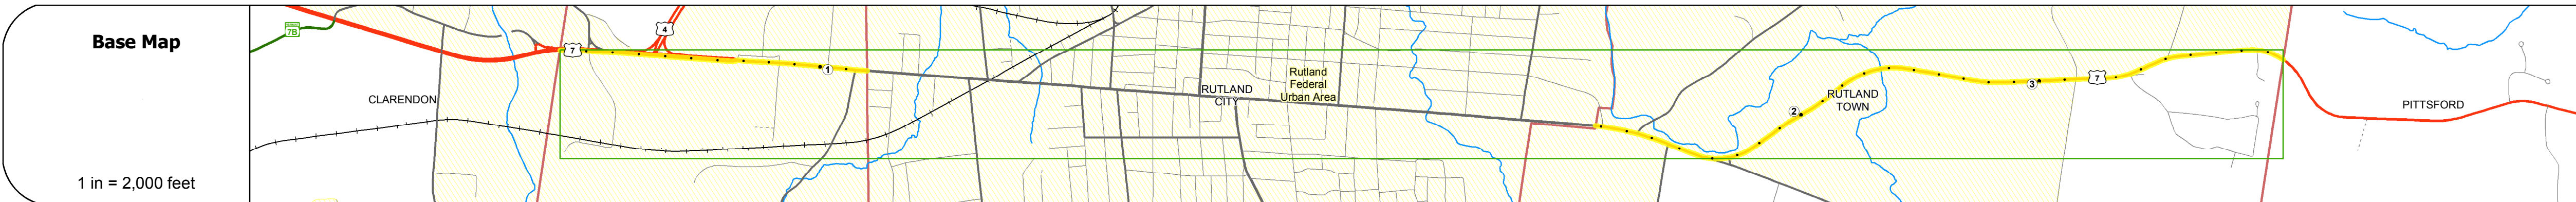 Base Map
1 in = 2,000 feet
7B
CLARENDON
7
4
1
RUTLAND
CITY
Rutland
Federal
Urban Area
2
RUTLAND
TOWN
3
7
PITTSFORD